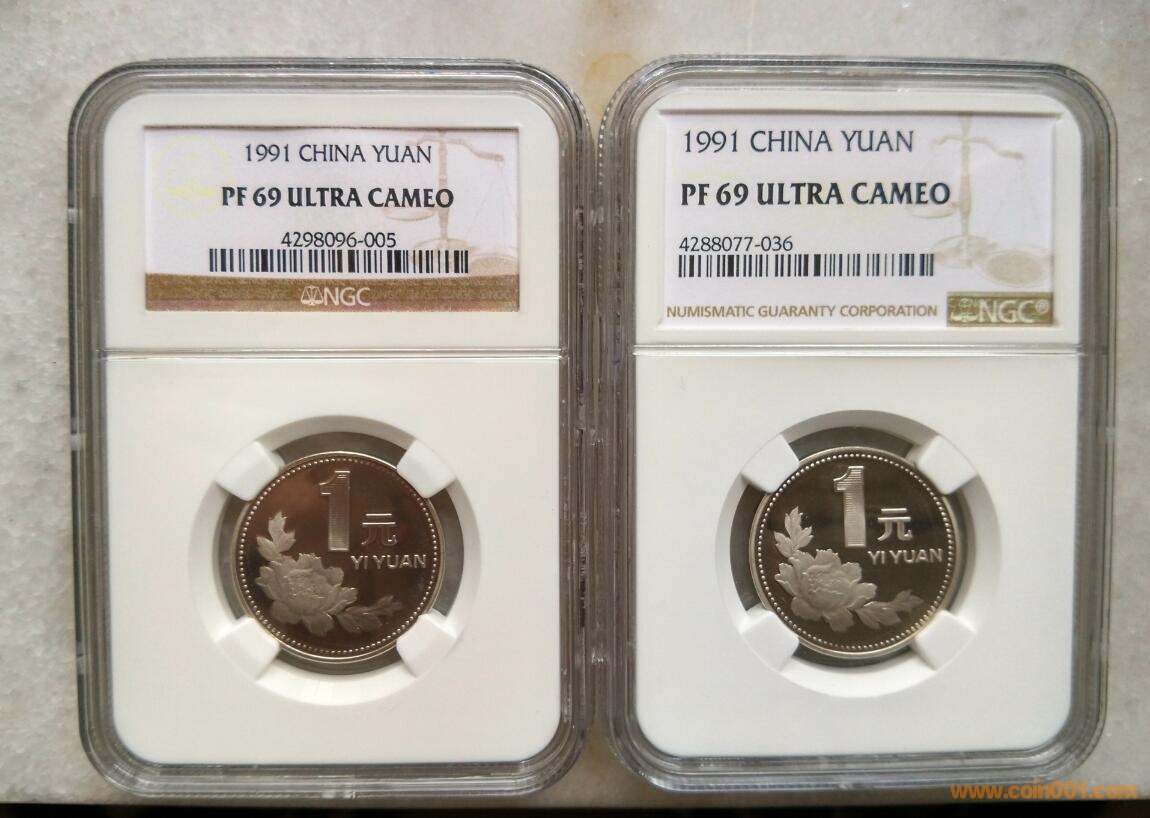 1991 CHINA YUAN
PF 69 ULTRA CAMEO
4298096-005
NGC
1
元
YI YUAN
1991 CHINA YUAN
PF 69 ULTRA CAMEO
4288077-036
NUMISMATIC GUARANTY CORPORATION
NGC®
1
元
YI YUAN
www.coin001.com